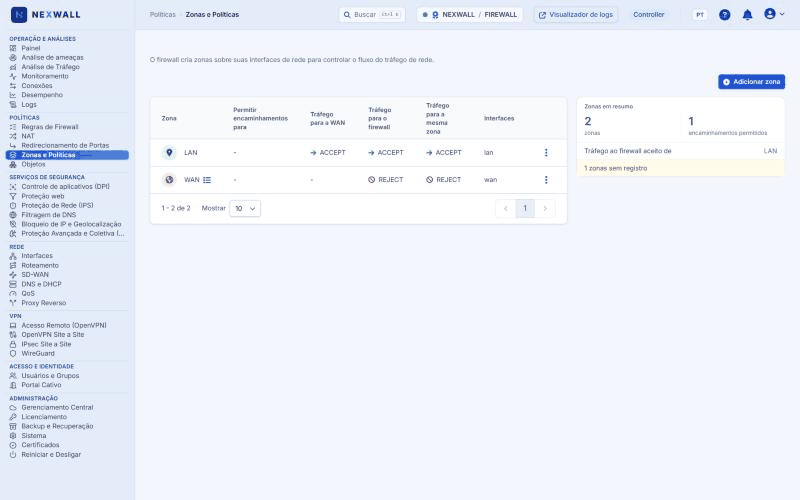 NEXWALL
Políticas
Zonas e Políticas
Buscar
Ctrl K
NEXWALL / FIREWALL
Visualizador de logs
Controller
PT
OPERAÇÃO E ANÁLISES
Painel
Análise de ameaças
Análise de Tráfego
Monitoramento
Conexões
Desempenho
Logs
POLÍTICAS
Regras de Firewall
NAT
Redirecionamento de Portas
Zonas e Políticas
Objetos
SERVIÇOS DE SEGURANÇA
Controle de aplicativos (DPI)
Proteção web
Proteção de Rede (IPS)
Filtragem de DNS
Bloqueio de IP e Geolocalização
Proteção Avançada e Coletiva (...
REDE
Interfaces
Roteamento
SD-WAN
DNS e DHCP
QoS
Proxy Reverso
VPN
Acesso Remoto (OpenVPN)
OpenVPN Site a Site
IPsec Site a Site
WireGuard
ACESSO E IDENTIDADE
Usuários e Grupos
Portal Cativo
ADMINISTRAÇÃO
Gerenciamento Central
Licenciamento
Backup e Recuperação
Sistema
Certificados
Reiniciar e Desligar
O firewall cria zonas sobre suas interfaces de rede para controlar o fluxo do tráfego de rede.
Adicionar zona
Zona
Permitir
encaminhamentos
para
Tráfego
para a WAN
Tráfego
para o
firewall
Tráfego
para a
mesma
zona
Interfaces
LAN - → ACCEPT → ACCEPT → ACCEPT lan
WAN - - REJECT REJECT wan
1 - 2 de 2 Mostrar 10
1
Zonas em resumo
2
zonas
1
encaminhamentos permitidos
Tráfego ao firewall aceito de LAN
1 zonas sem registro